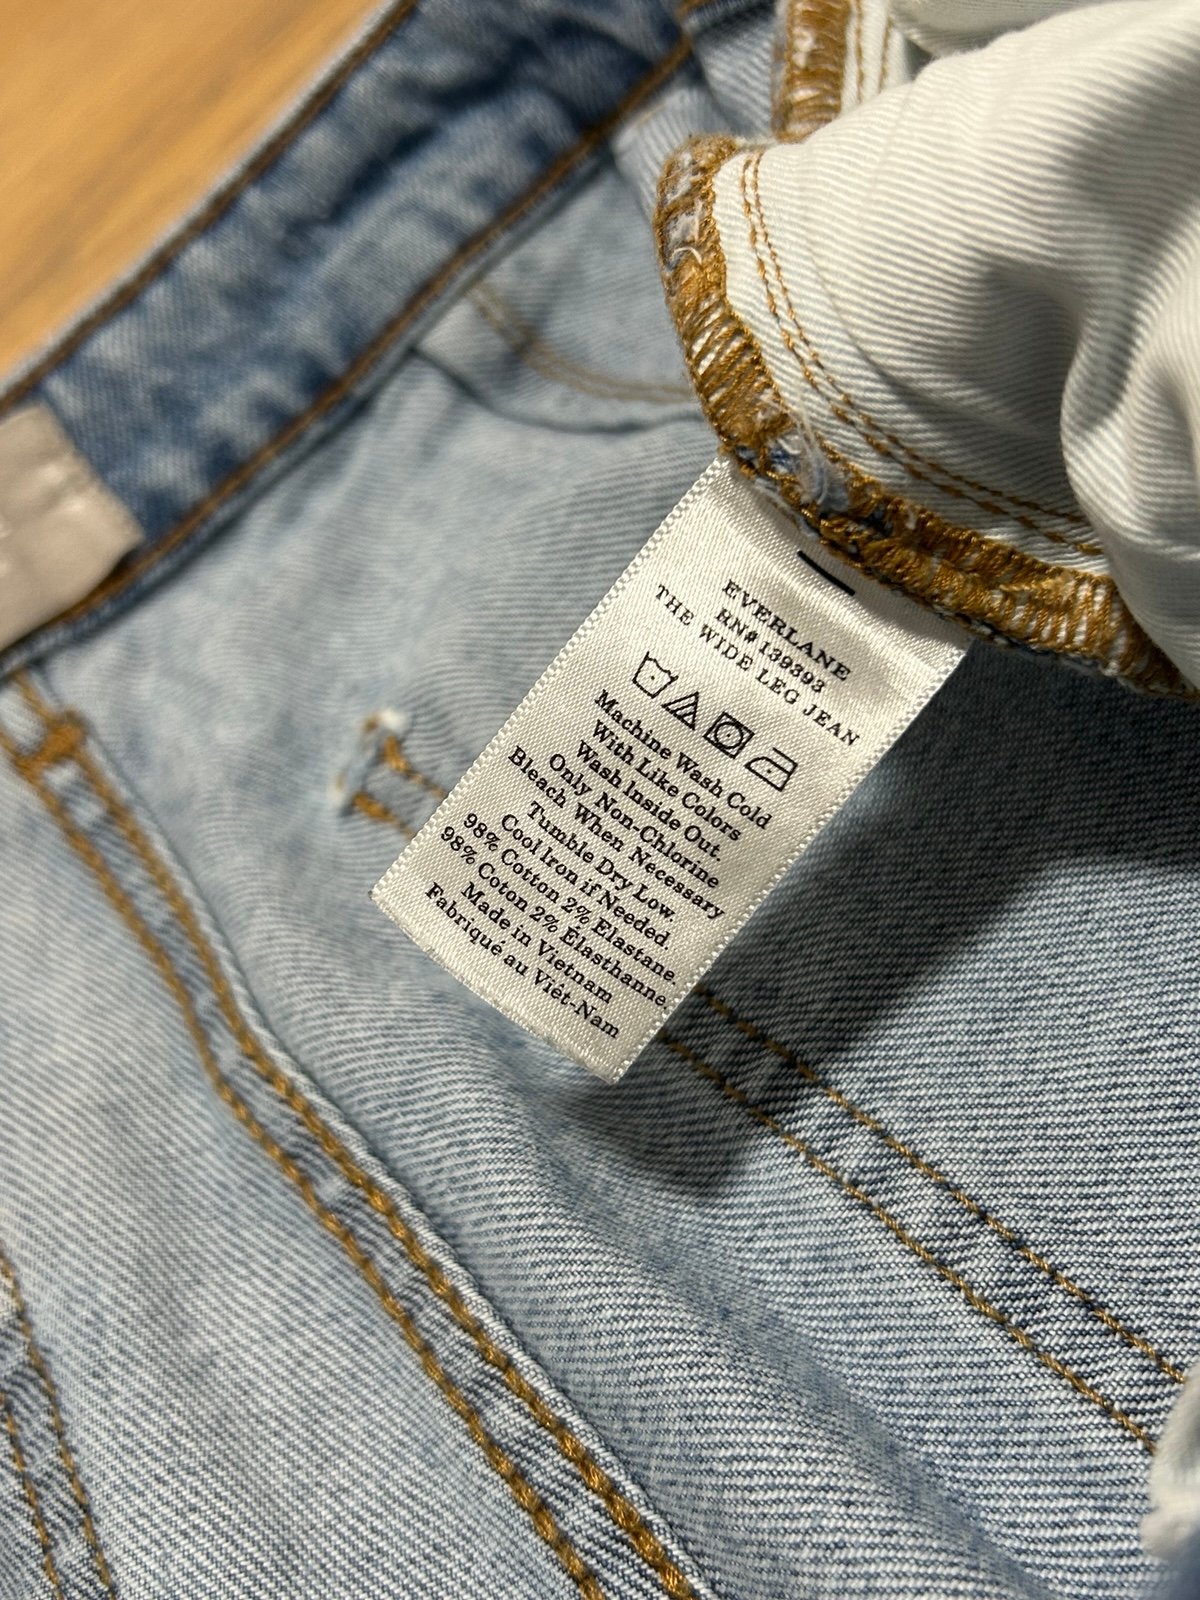 EVERLANE
RN# 139393
THE WIDE LEG JEAN
Machine Wash Cold
With Like Colors
Wash Inside Out.
Only Non-Chlorine
Bleach When Necessary
Tumble Dry Low.
Cool Iron if Needed.
98% Cotton 2% Elastane.
98% Coton 2% Élasthanne.
Made in Vietnam
Fabriqué au Viêt-Nam